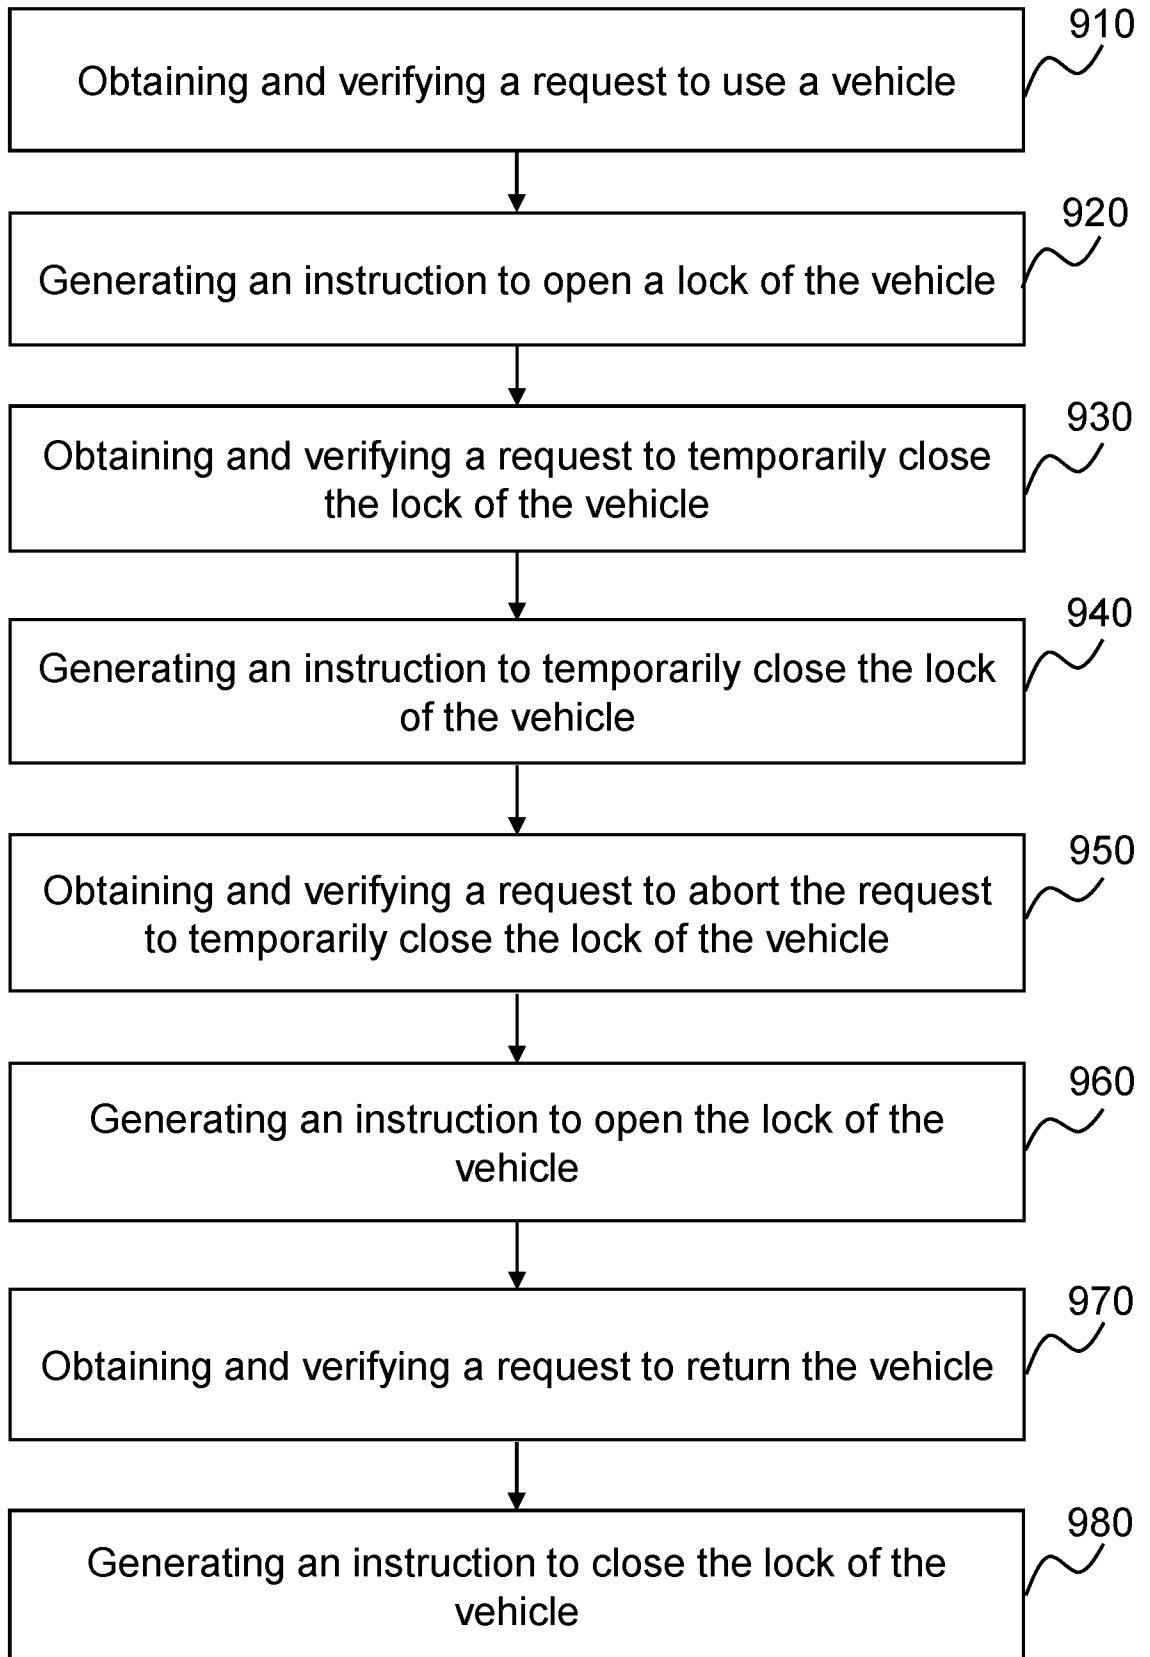 910
Obtaining and verifying a request to use a vehicle
920
Generating an instruction to open a lock of the vehicle
930
Obtaining and verifying a request to temporarily close
the lock of the vehicle
940
Generating an instruction to temporarily close the lock
of the vehicle
950
Obtaining and verifying a request to abort the request
to temporarily close the lock of the vehicle
960
Generating an instruction to open the lock of the
vehicle
970
Obtaining and verifying a request to return the vehicle
980
Generating an instruction to close the lock of the
vehicle